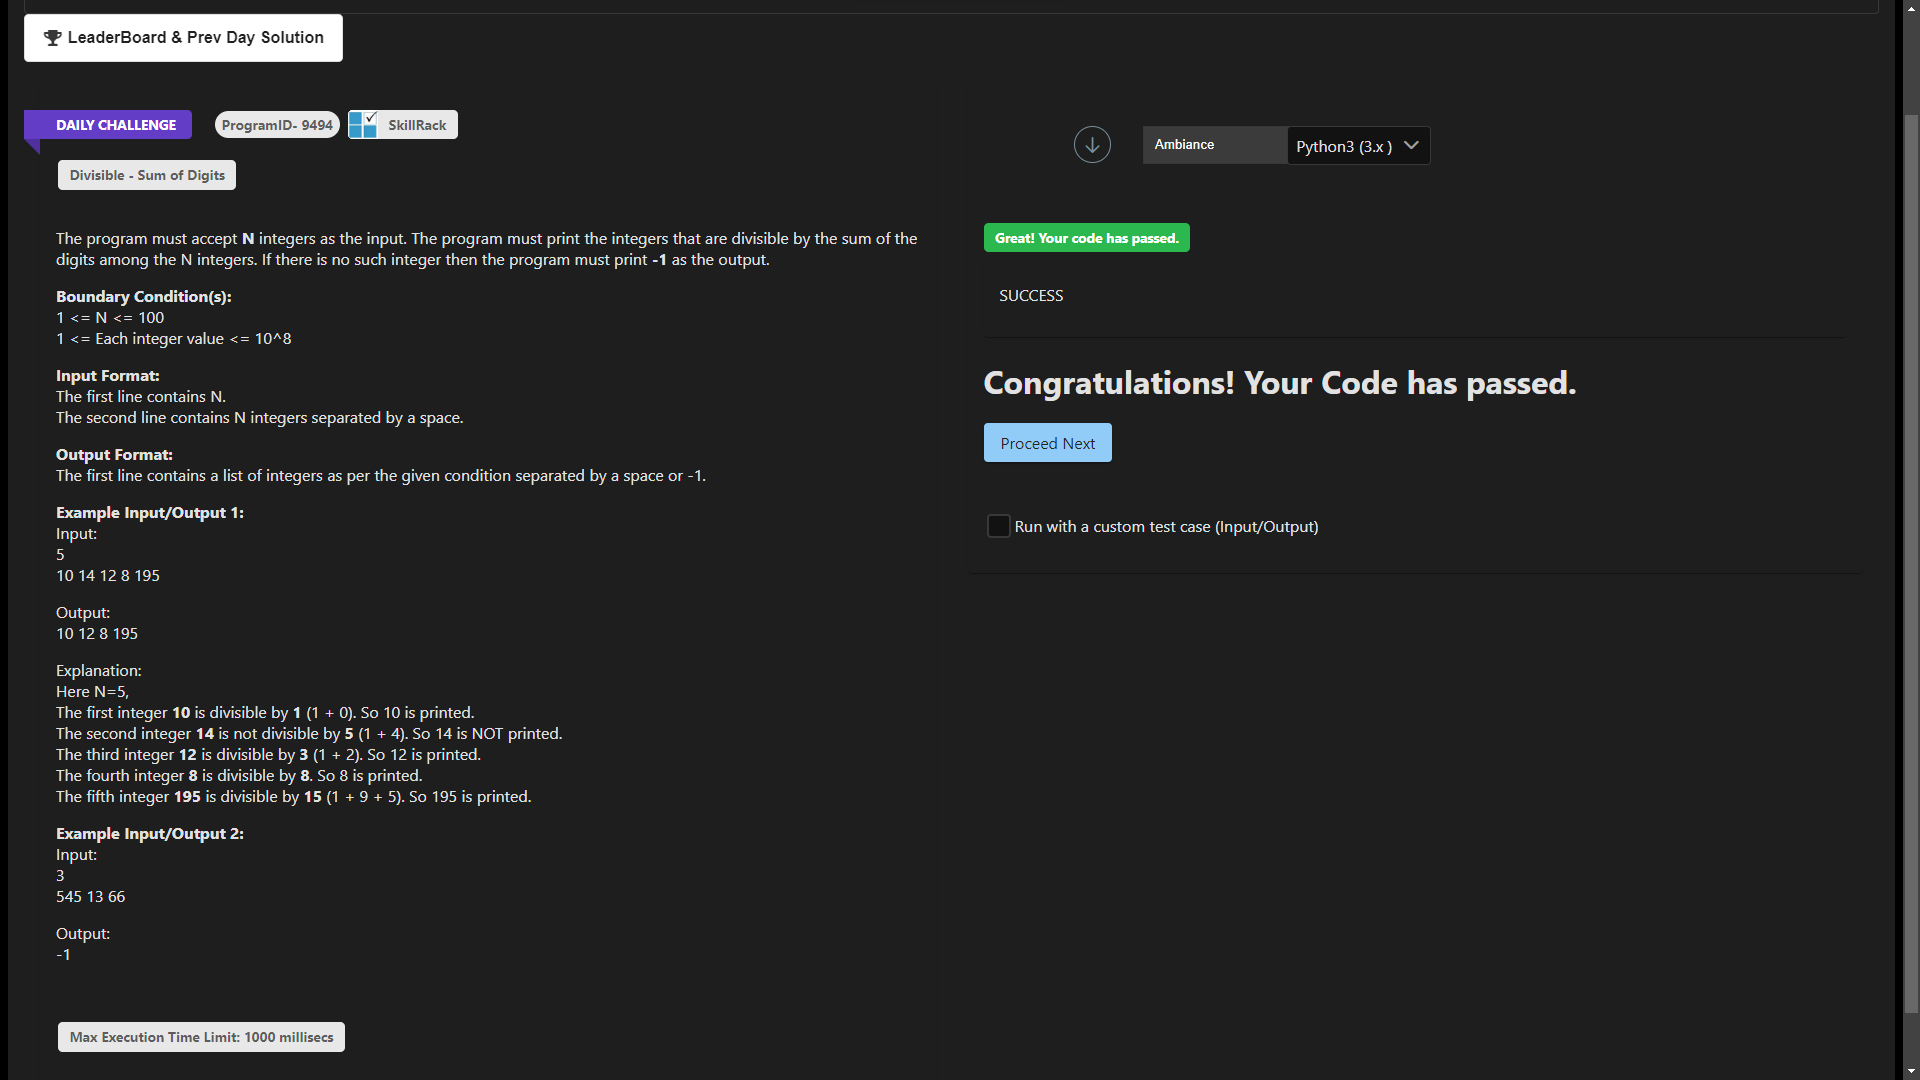 LeaderBoard & Prev Day Solution
DAILY CHALLENGE
ProgramID- 9494
SkillRack
Divisible - Sum of Digits
The program must accept N integers as the input. The program must print the integers that are divisible by the sum of the
digits among the N integers. If there is no such integer then the program must print -1 as the output.
Boundary Condition(s):
1 <= N <= 100
1 <= Each integer value <= 10^8
Input Format:
The first line contains N.
The second line contains N integers separated by a space.
Output Format:
The first line contains a list of integers as per the given condition separated by a space or -1.
Example Input/Output 1:
Input:
5
10 14 12 8 195
Output:
10 12 8 195
Explanation:
Here N=5,
The first integer 10 is divisible by 1 (1 + 0). So 10 is printed.
The second integer 14 is not divisible by 5 (1 + 4). So 14 is NOT printed.
The third integer 12 is divisible by 3 (1 + 2). So 12 is printed.
The fourth integer 8 is divisible by 8. So 8 is printed.
The fifth integer 195 is divisible by 15 (1 + 9 + 5). So 195 is printed.
Example Input/Output 2:
Input:
3
545 13 66
Output:
-1
Max Execution Time Limit: 1000 millisecs
Ambiance
Python3 (3.x )
Great! Your code has passed.
SUCCESS
Congratulations! Your Code has passed.
Proceed Next
Run with a custom test case (Input/Output)